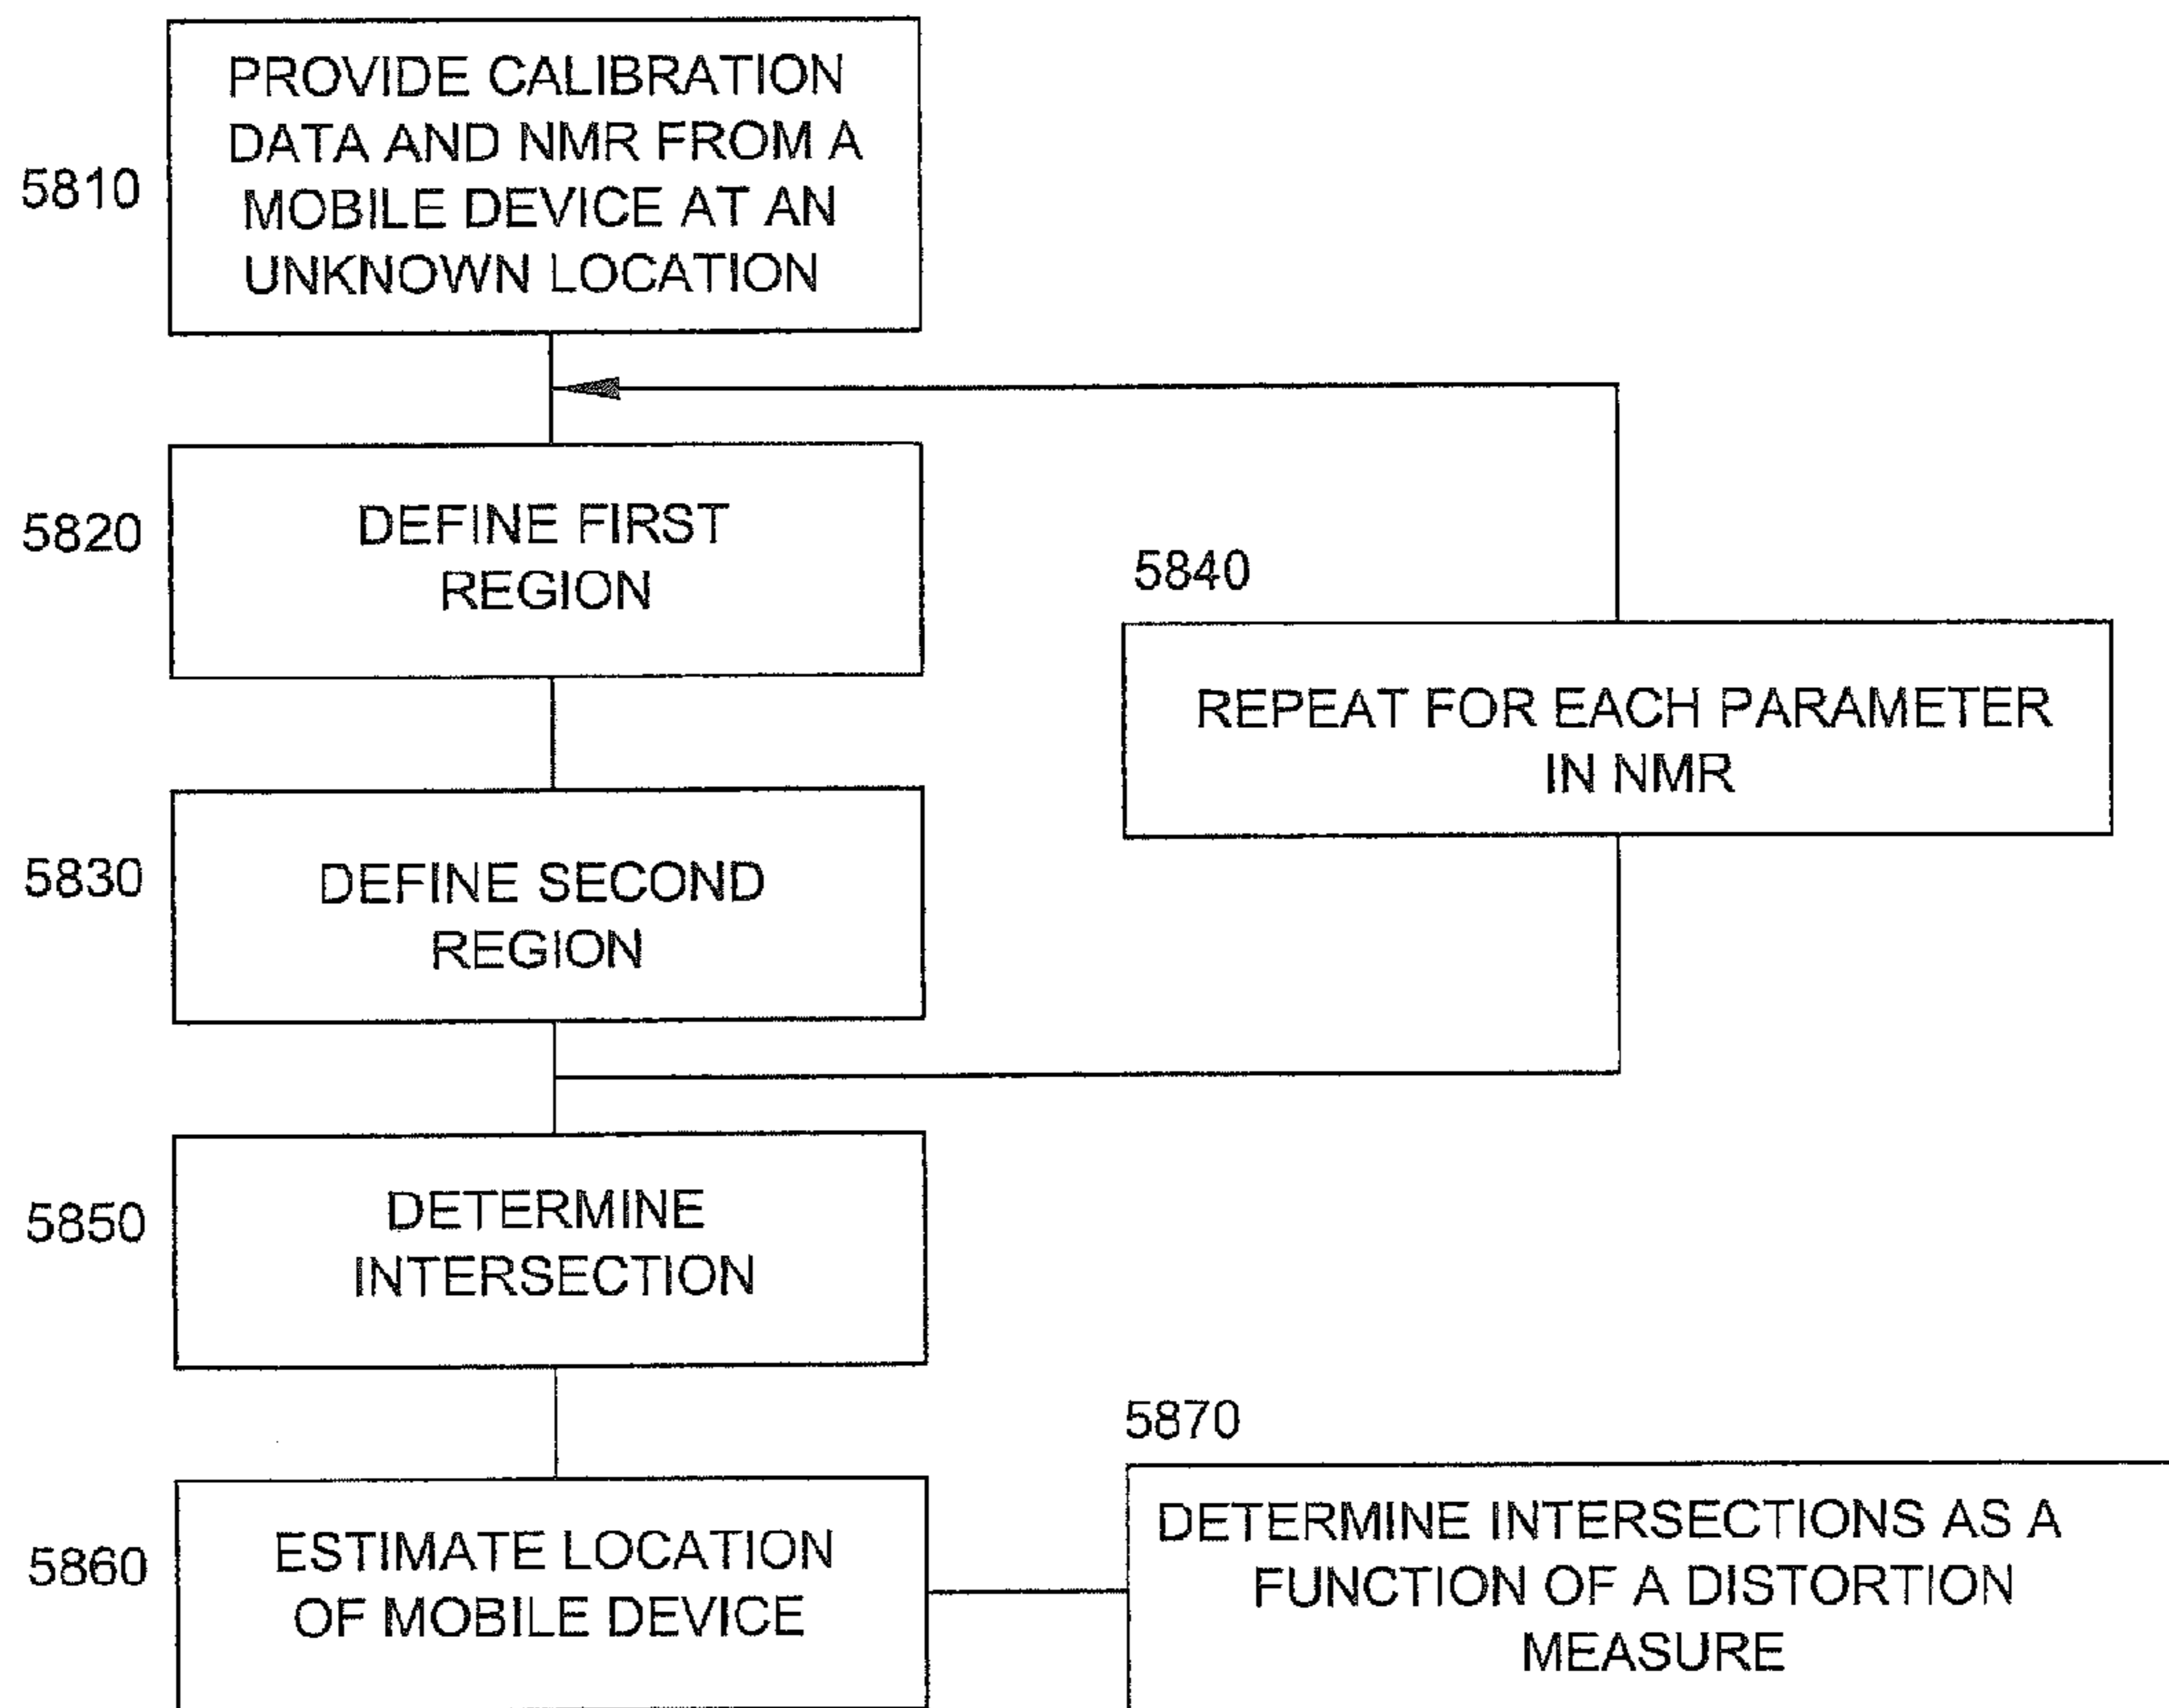 5810
PROVIDE CALIBRATION
DATA AND NMR FROM A
MOBILE DEVICE AT AN
UNKNOWN LOCATION
5820
DEFINE FIRST
REGION
5840
REPEAT FOR EACH PARAMETER
IN NMR
5830
DEFINE SECOND
REGION
5850
DETERMINE
INTERSECTION
5860
ESTIMATE LOCATION
OF MOBILE DEVICE
5870
DETERMINE INTERSECTIONS AS A
FUNCTION OF A DISTORTION
MEASURE